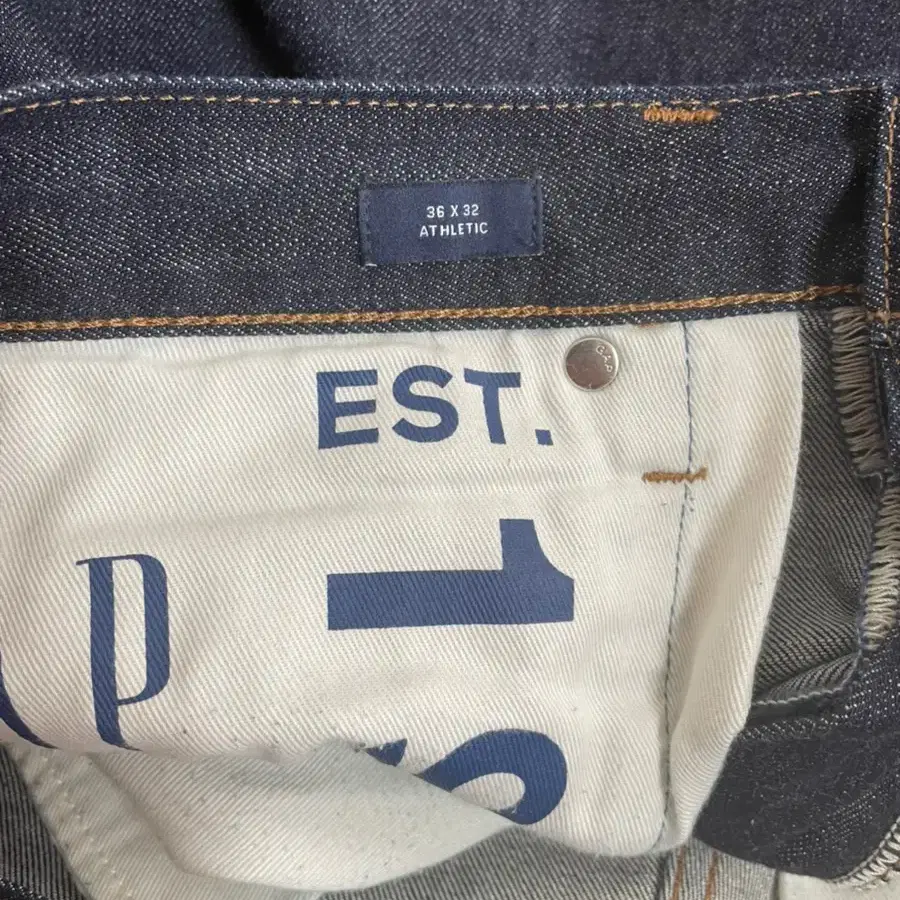 36 X 32
ATHLETIC
GAP
EST.
1
p